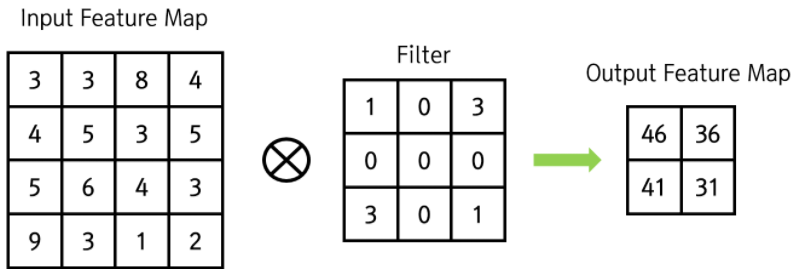 Input Feature Map
3 3 8 4
4 5 3 5
5 6 4 3
9 3 1 2
Filter
1 0 3
0 0 0
3 0 1
Output Feature Map
46 36
41 31